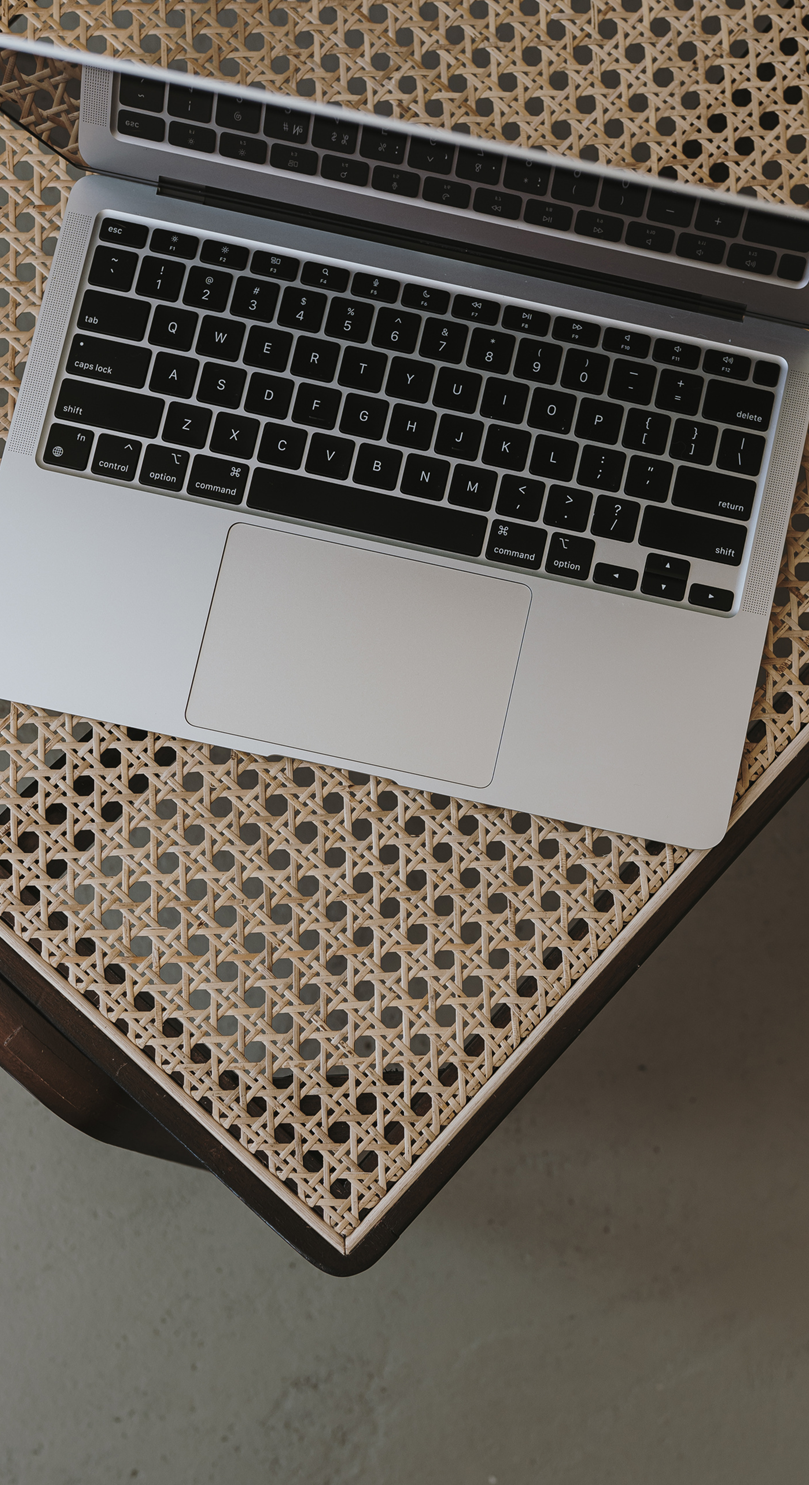 esc F1 F2 F3 F4 F5 F6 F7 F8 F9 F10 F11 F12
~ ` ! 1 @ 2 # 3 $ 4 % 5 ^ 6 & 7 * 8 ( 9 ) 0 — - + = delete
tab Q W E R T Y U I O P { [ } ] | \
caps lock A S D F G H J K L : ; " ' return
shift Z X C V B N M < , > . ? / shift
fn control option command command option